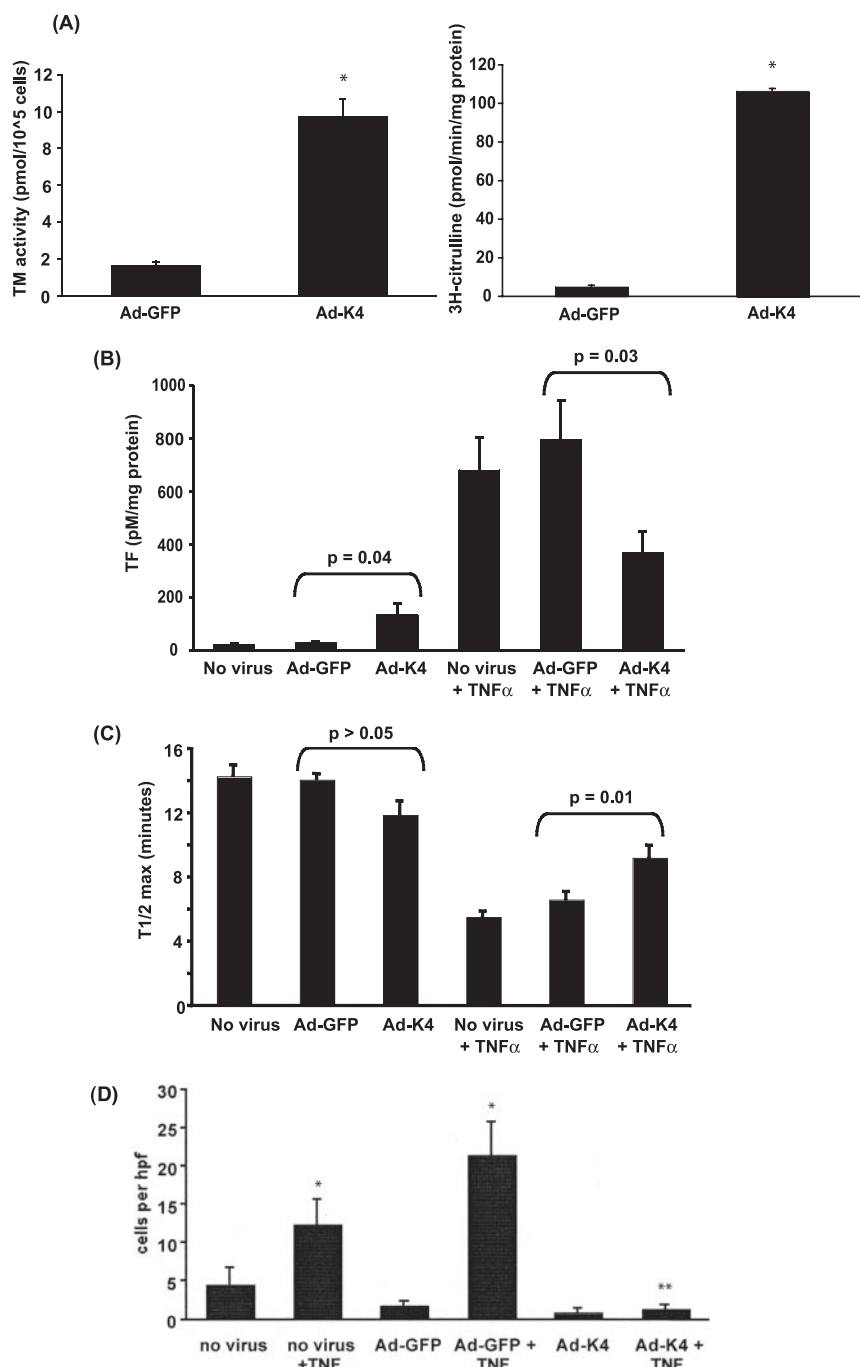 (A)
TM activity (pmol/10^5 cells)
12
10
8
6
4
2
0
*
Ad-GFP
Ad-K4
3H-citrulline (pmol/min/mg protein)
120
100
80
60
40
20
0
*
Ad-GFP
Ad-K4
(B)
TF (pM/mg protein)
1000
800
600
400
200
0
p = 0.04
p = 0.03
No virus
Ad-GFP
Ad-K4
No virus
+ TNFα
Ad-GFP
+ TNFα
Ad-K4
+ TNFα
(C)
T1/2 max (minutes)
16
12
8
4
0
p > 0.05
p = 0.01
No virus
Ad-GFP
Ad-K4
No virus
+ TNFα
Ad-GFP
+ TNFα
Ad-K4
+ TNFα
(D)
cells per hpf
30
25
20
15
10
5
0
*
*
**
no virus
no virus
+TNF
Ad-GFP
Ad-GFP +
TNF
Ad-K4
Ad-K4 +
TNF